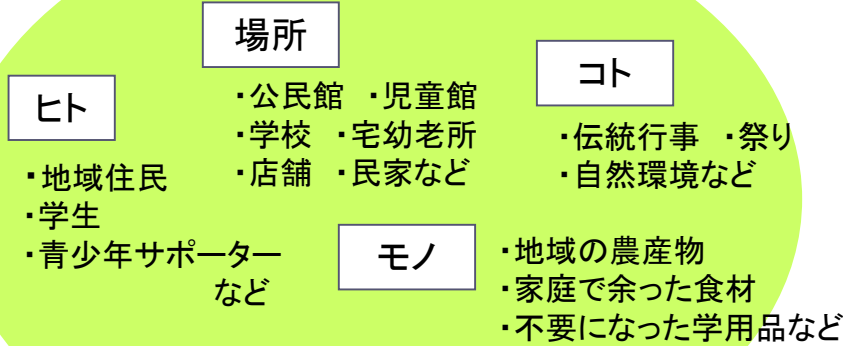 場所
・公民館 ・児童館
・学校 ・宅幼老所
・店舗 ・民家など
コト
・伝統行事 ・祭り
・自然環境など
ヒト
・地域住民
・学生
・青少年サポーター
など
モノ
・地域の農産物
・家庭で余った食材
・不要になった学用品など